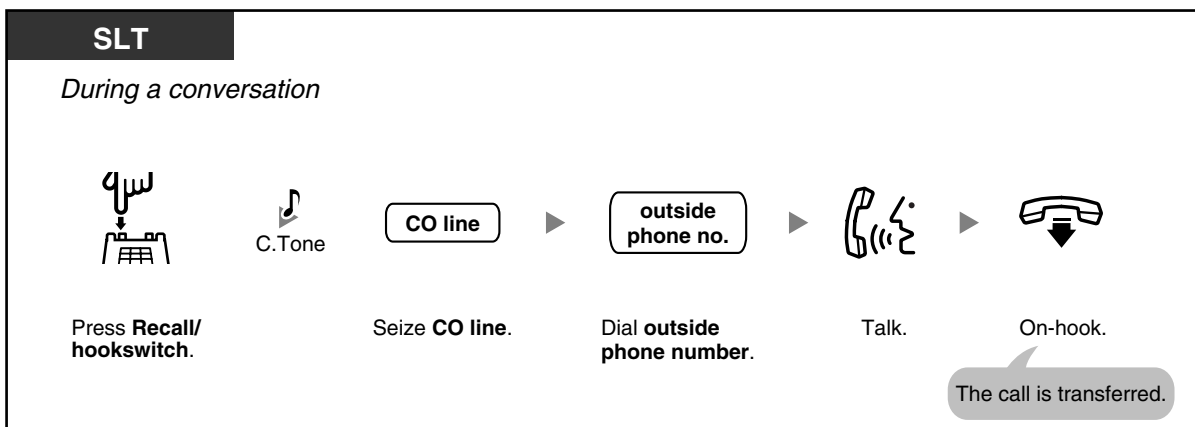 SLT
During a conversation
C.Tone
CO line
outside
phone no.
Press Recall/
hookswitch.
Seize CO line.
Dial outside
phone number.
Talk.
On-hook.
The call is transferred.